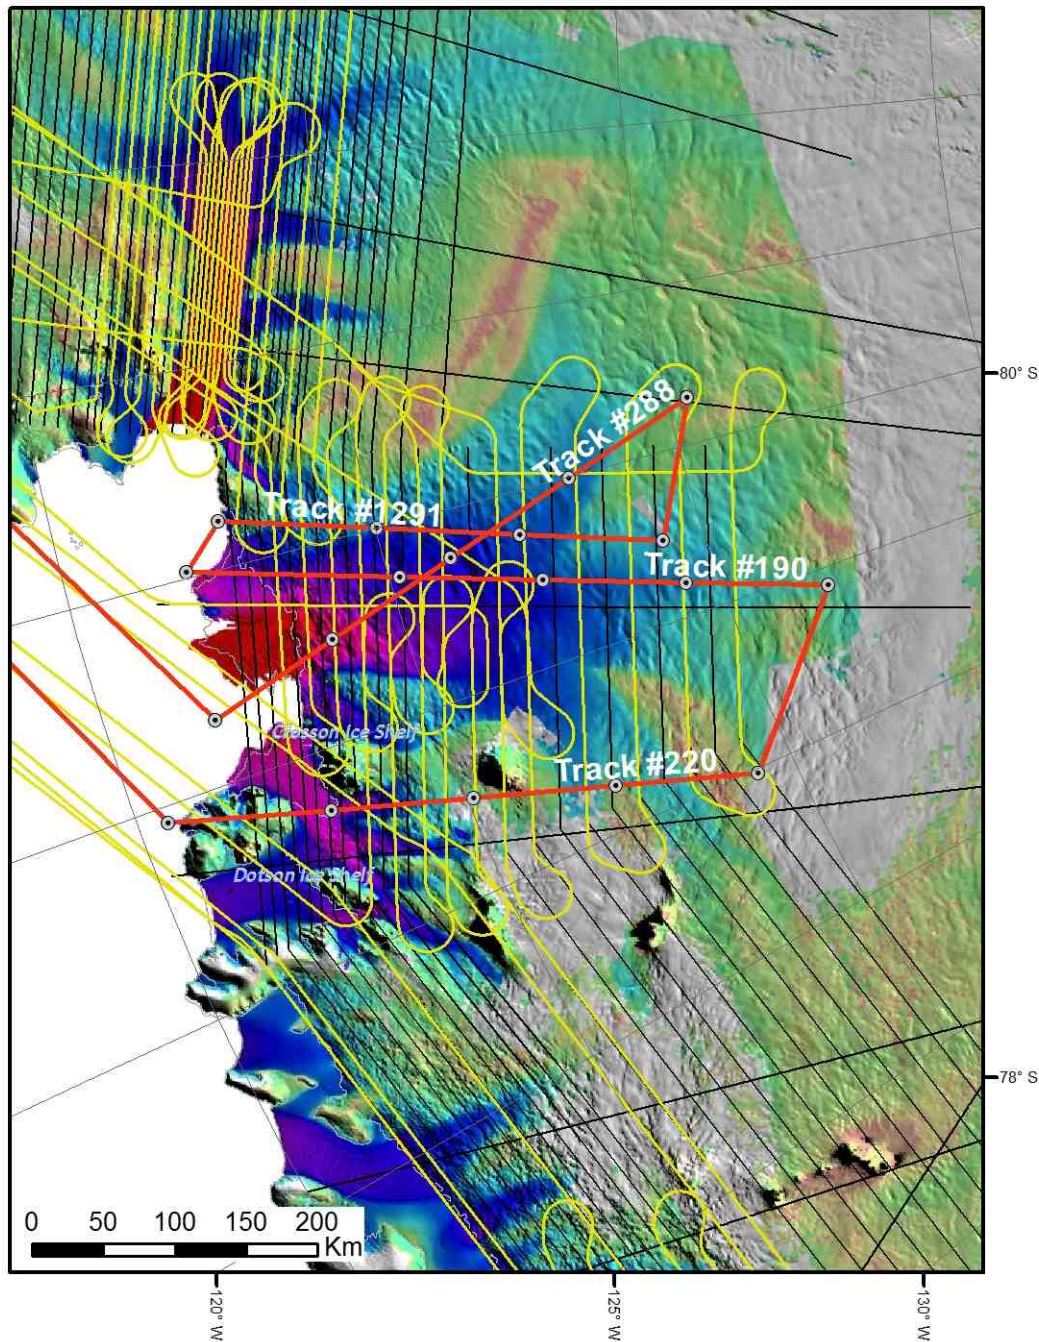 80° S
Track #288
Track #1291
Track #190
Crosson Ice Shelf
Track #220
Dotson Ice Shelf
78° S
0 50 100 150 200
Km
120° W
125° W
130° W